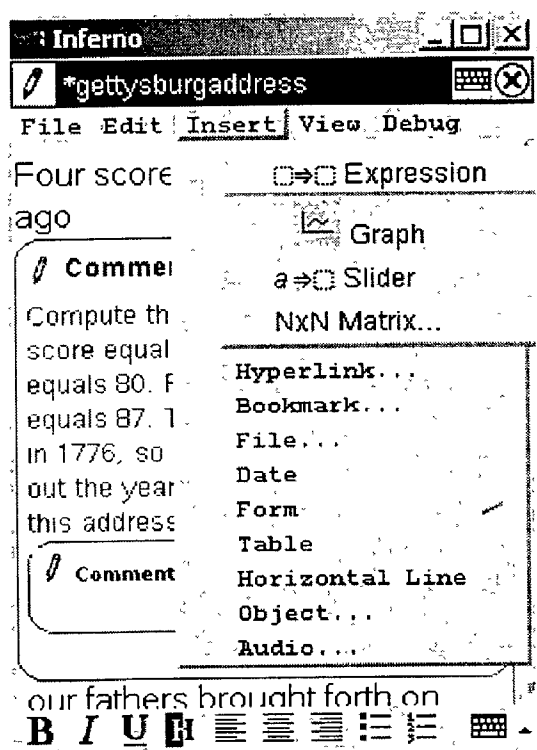 Inferno
*gettysburgaddress
File Edit Insert View Debug
Four score
ago
Expression
Graph
a⇒ Slider
NxN Matrix...
Hyperlink...
Bookmark...
File...
Date
Form
Table
Horizontal Line
Object...
Audio...
Commen
Compute th
score equal
equals 80. F
equals 87. T
in 1776, so
out the year
this address
Comment
our fathers brought forth on
B I U H